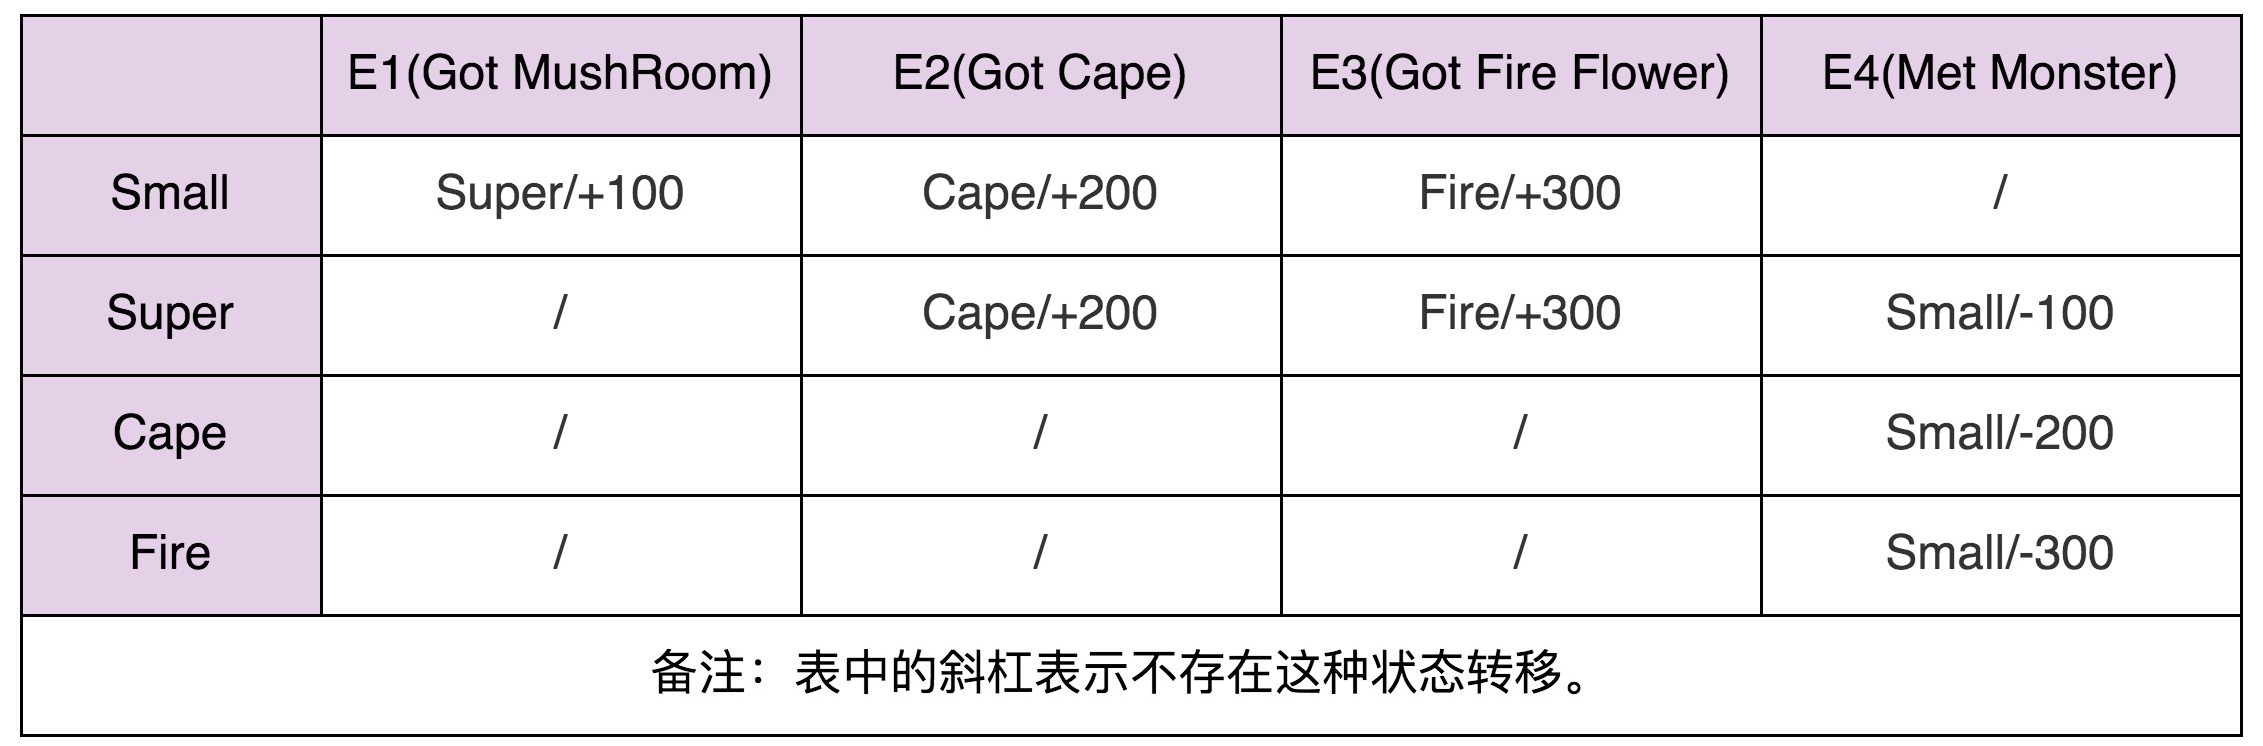 E1(Got MushRoom) E2(Got Cape) E3(Got Fire Flower) E4(Met Monster)
Small Super/+100 Cape/+200 Fire/+300 /
Super / Cape/+200 Fire/+300 Small/-100
Cape / / / Small/-200
Fire / / / Small/-300
备注：表中的斜杠表示不存在这种状态转移。